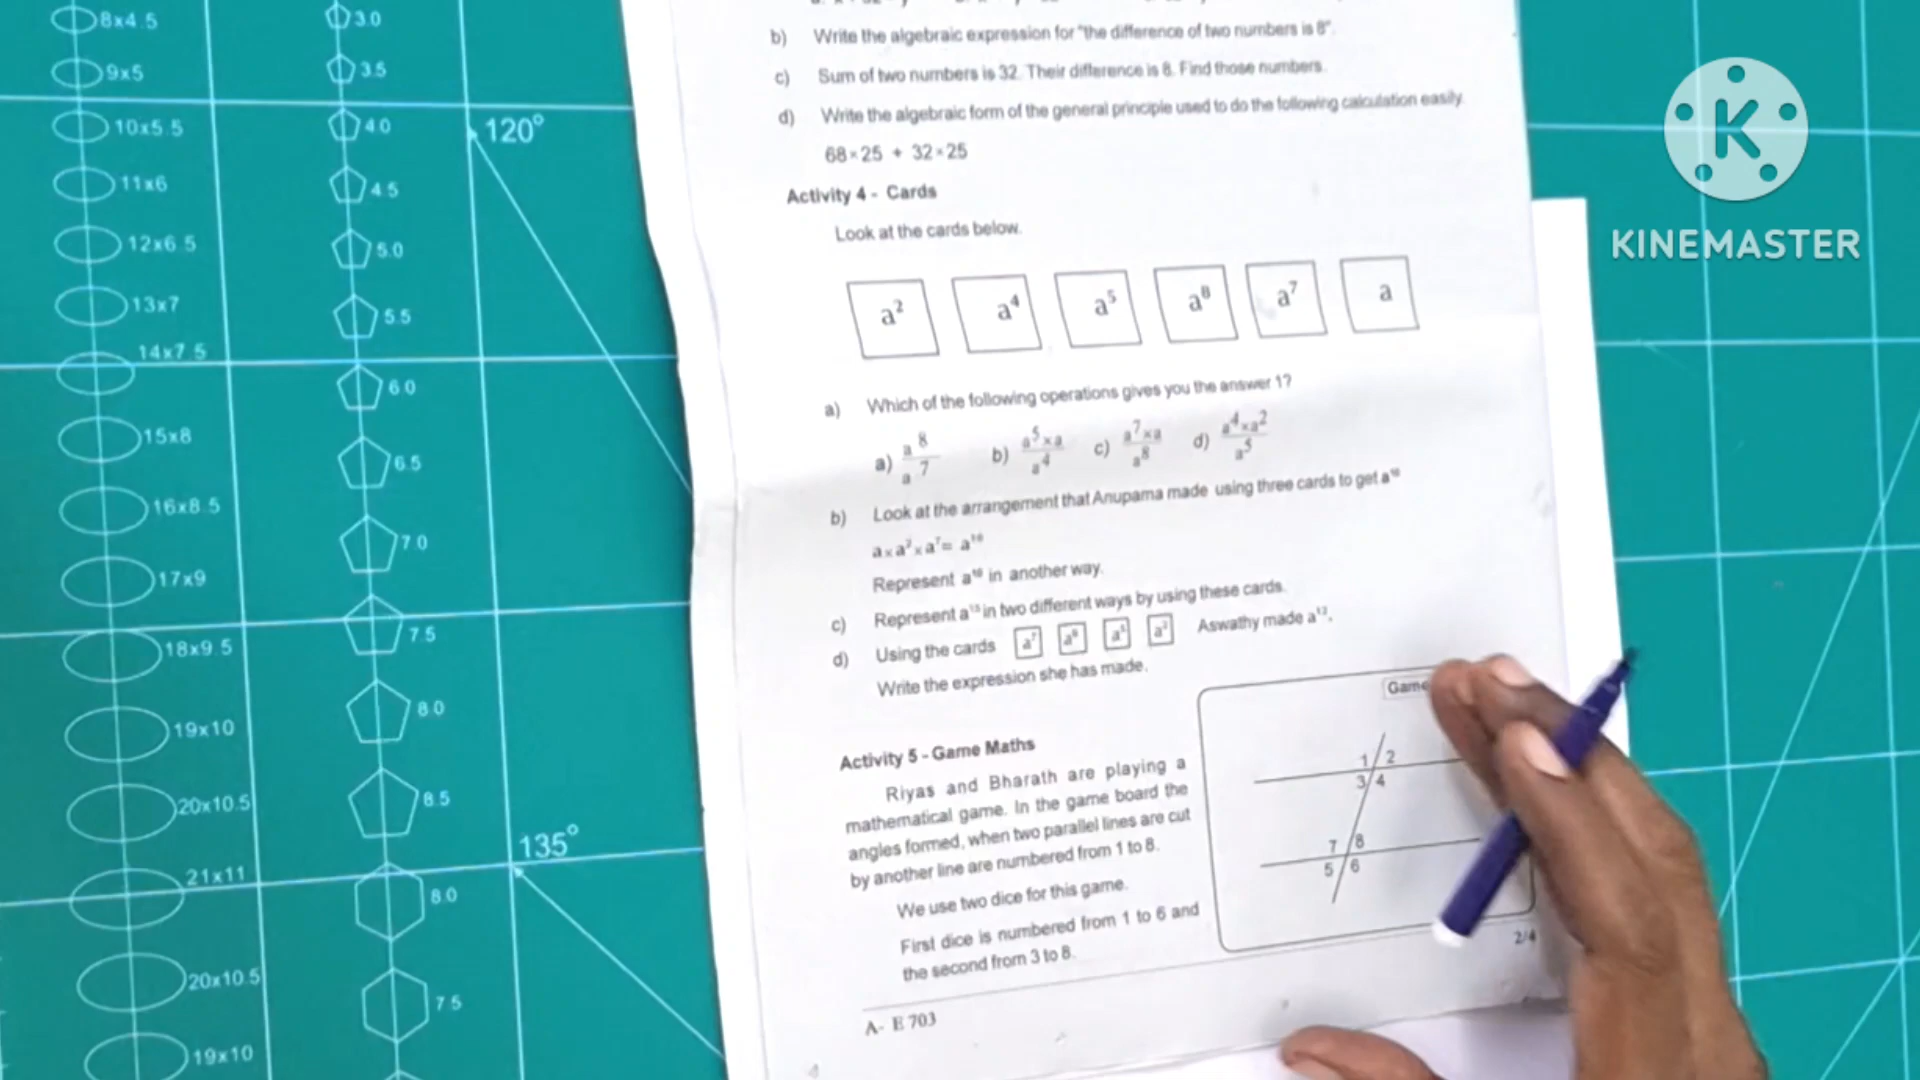 8x4.5
9x5
10x5.5
11x6
12x6.5
13x7
14x7.5
15x8
16x8.5
17x9
18x9.5
19x10
20x10.5
21x11
20x10.5
19x10
3.0
3.5
4.0
4.5
5.0
5.5
6.0
6.5
7.0
7.5
8.0
8.5
8.0
7.5
120°
135°
b) Write the algebraic expression for "the difference of two numbers is 8".
c) Sum of two numbers is 32. Their difference is 8. Find those numbers.
d) Write the algebraic form of the general principle used to do the following calculation easily.
68×25 + 32×25
Activity 4 - Cards
Look at the cards below.
a² a⁴ a⁵ a⁸ a⁷ a
a) Which of the following operations gives you the answer 1?
a) a⁸/a⁷ b) a⁵×a/a⁴ c) a⁷×a/a⁸ d) a⁴×a²/a⁵
b) Look at the arrangement that Anupama made using three cards to get a¹⁰
a×a²×a⁷= a¹⁰
Represent a¹⁰ in another way.
c) Represent a¹³ in two different ways by using these cards.
d) Using the cards a⁷ a⁸ a⁵ Aswathy made
Write the expression she has made.
Activity 5 - Game Maths
Riyas and Bharath are playing a
mathematical game. In the game board the
angles formed, when two parallel lines are cut
by another line are numbered from 1 to 8.
We use two dice for this game.
First dice is numbered from 1 to 6 and
the second from 3 to 8.
Game
1 2
3 4
7 8
5 6
2/4
A- E 703
K
KINEMASTER